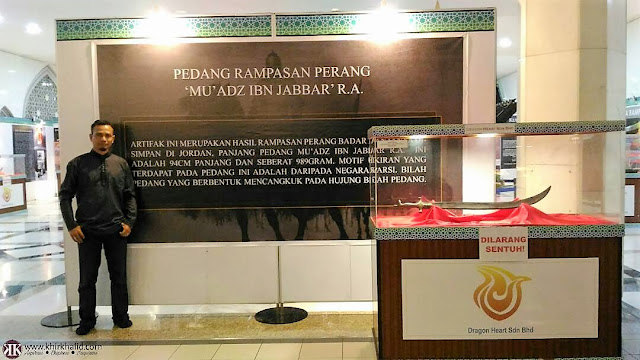 PEDANG RAMPASAN PERANG
'MU'ADZ IBN JABBAR' R.A.
ARTIFAK INI MERUPAKAN HASIL RAMPASAN PERANG BADAR
SIMPAN DI JORDAN, PANJANG PEDANG MU'ADZ IBN JABBAR R.A. INI
ADALAH 94CM PANJANG DAN SEBERAT 989GRAM. MOTIF UKIRAN YANG
TERDAPAT PADA PEDANG INI ADALAH DARIPADA NEGARA PARSI. BILAH
PEDANG YANG BERBENTUK MENCANGKUK PADA HUJUNG BILAH PEDANG.
DILARANG
SENTUH!
Dragon Heart Sdn Bhd
KK
www.khirkhalid.com